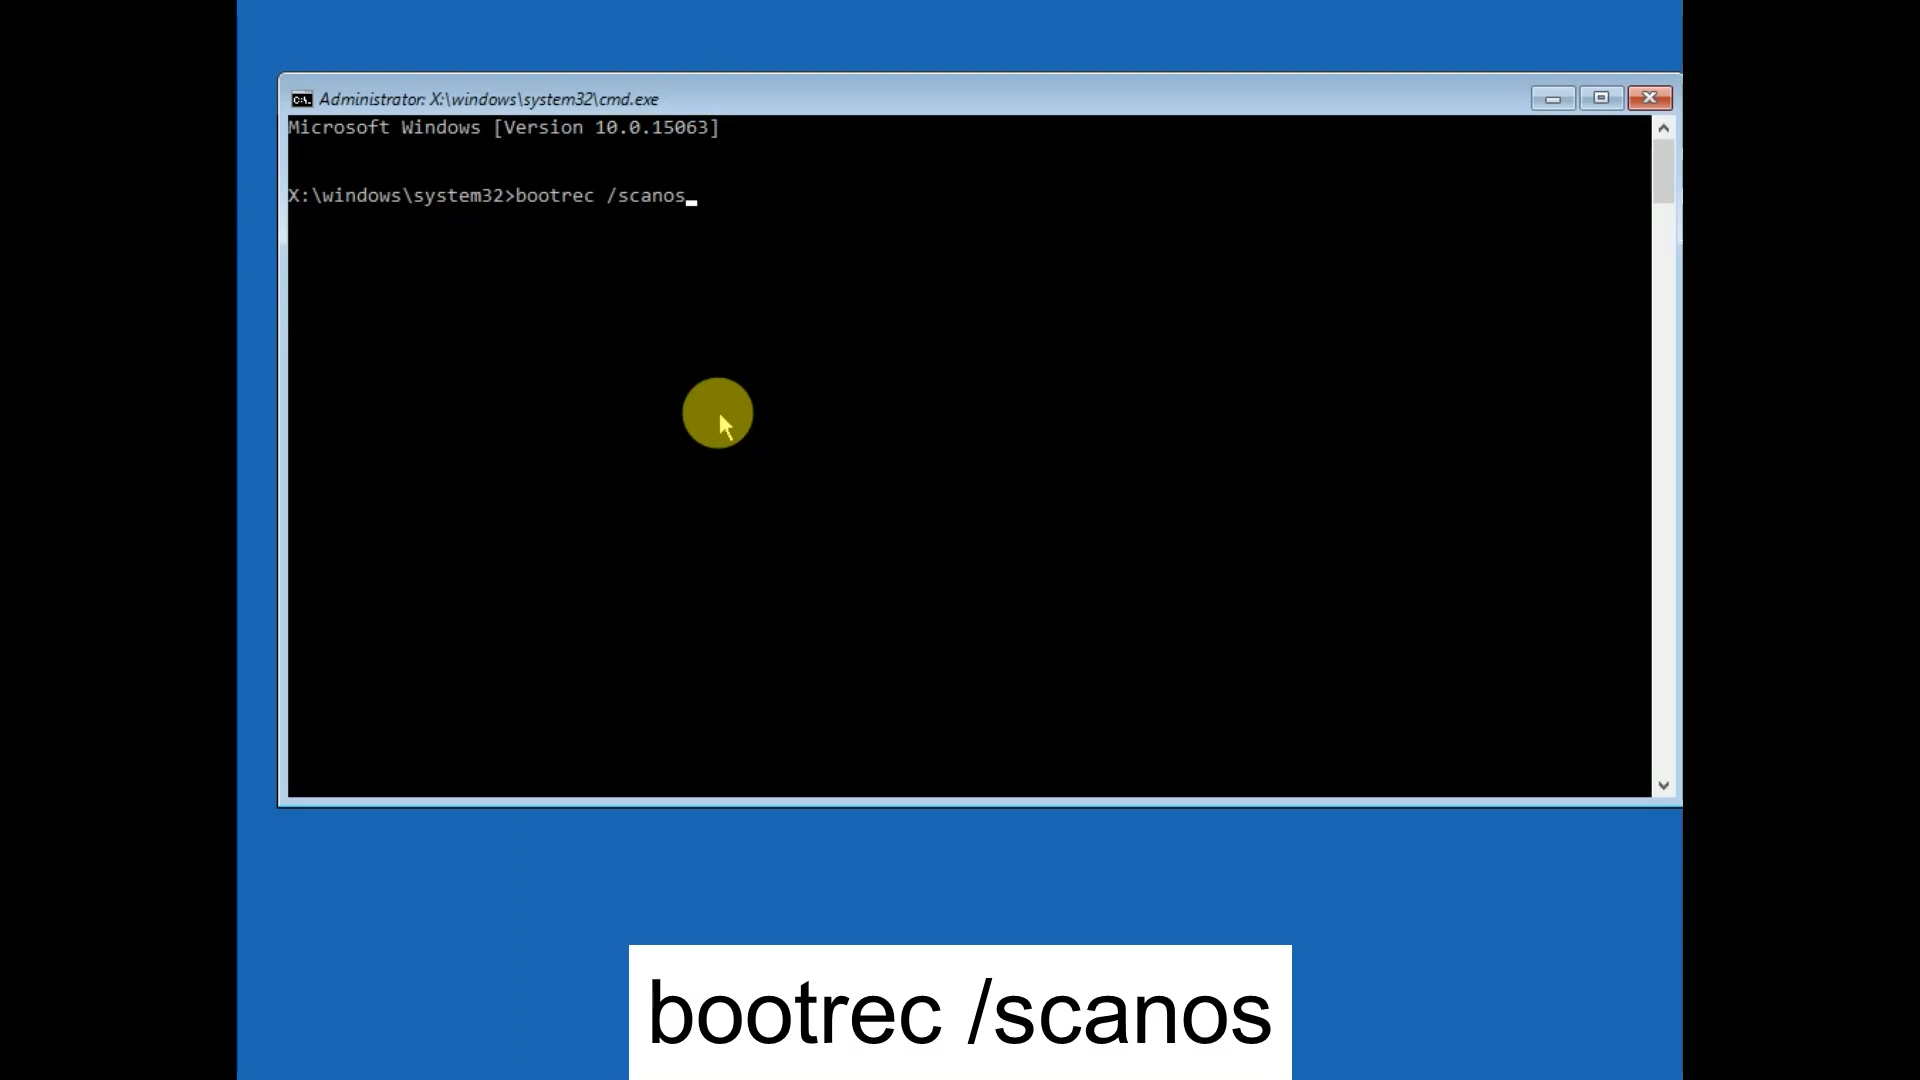 Administrator: X:\windows\system32\cmd.exe
Microsoft Windows [Version 10.0.15063]
X:\windows\system32>bootrec /scanos
bootrec /scanos